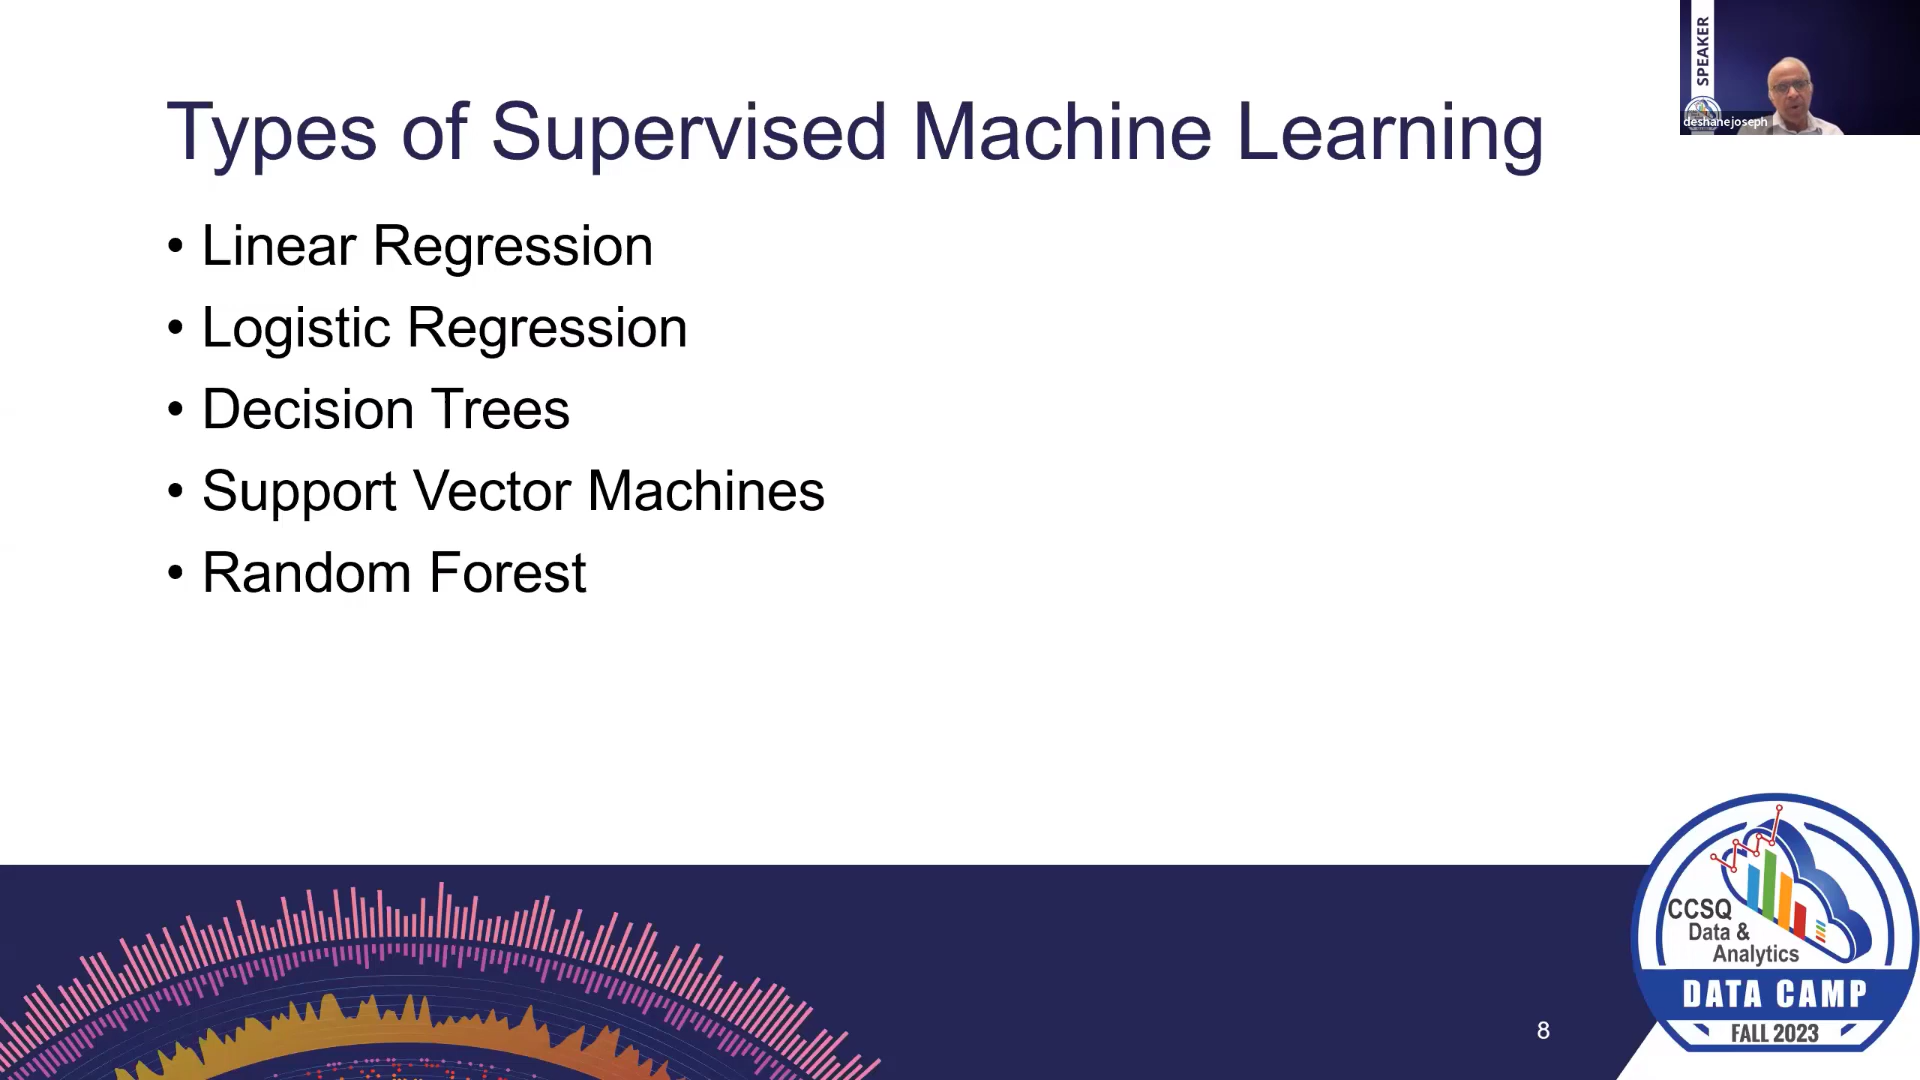 SPEAKER
deshanejoseph
Types of Supervised Machine Learning
• Linear Regression
• Logistic Regression
• Decision Trees
• Support Vector Machines
• Random Forest
CCSQ
Data &
Analytics
DATA CAMP
FALL 2023
8